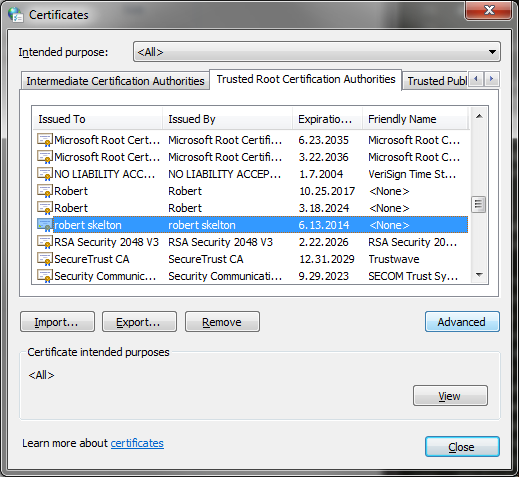 Certificates
Intended purpose: <All>
Intermediate Certification Authorities Trusted Root Certification Authorities Trusted Publ
Issued To Issued By Expiratio... Friendly Name
Microsoft Root Cert... Microsoft Root Certifi... 6.23.2035 Microsoft Root C...
Microsoft Root Cert... Microsoft Root Certifi... 3.22.2036 Microsoft Root C...
NO LIABILITY ACC... NO LIABILITY ACCEP... 1.7.2004 VeriSign Time St...
Robert Robert 10.25.2017 <None>
Robert Robert 3.18.2024 <None>
robert skelton robert skelton 6.13.2014 <None>
RSA Security 2048 V3 RSA Security 2048 V3 2.22.2026 RSA Security 20...
SecureTrust CA SecureTrust CA 12.31.2029 Trustwave
Security Communic... Security Communicati... 9.29.2023 SECOM Trust Sy...
Import... Export... Remove Advanced
Certificate intended purposes
<All>
View
Learn more about certificates
Close